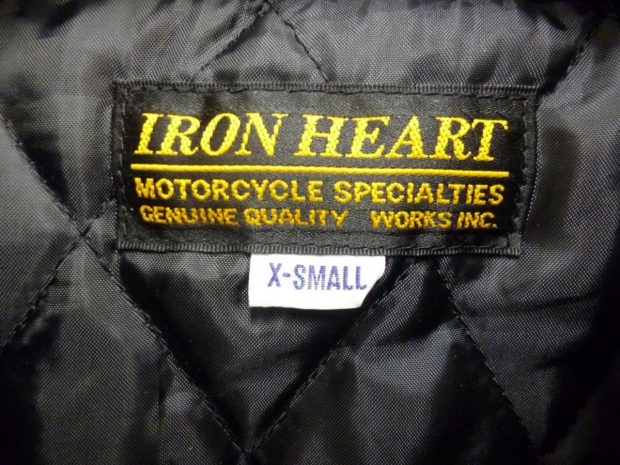 IRON HEART
MOTORCYCLE SPECIALTIES
GENUINE QUALITY WORKS INC.
X-SMALL